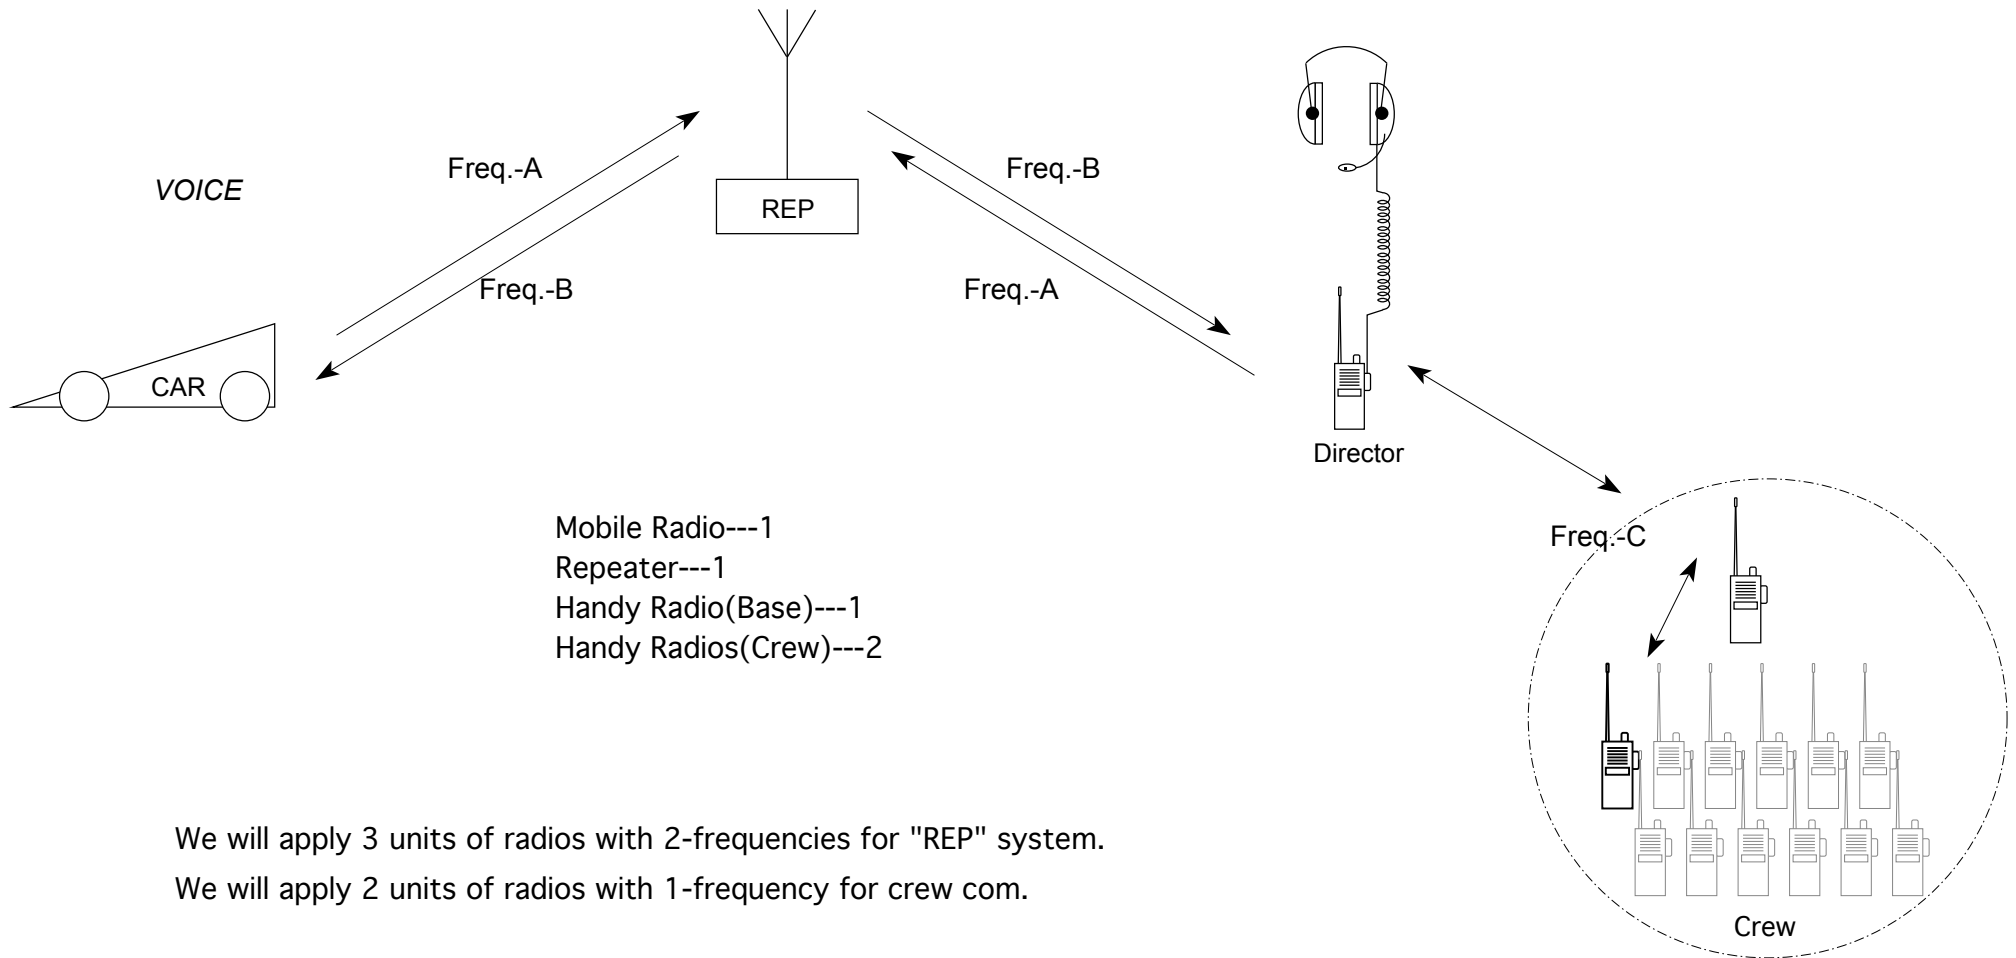 VOICE
Freq.-A
Freq.-B
REP
Freq.-B
Freq.-A
CAR
Director
Freq.-C
Mobile Radio---1
Repeater---1
Handy Radio(Base)---1
Handy Radios(Crew)---2
Crew
We will apply 3 units of radios with 2-frequencies for "REP" system.
We will apply 2 units of radios with 1-frequency for crew com.